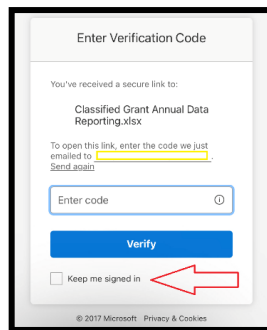 Enter Verification Code
You've received a secure link to:
Classified Grant Annual Data
Reporting.xlsx
To open this link, enter the code we just
emailed to .
Send again
Enter code
Verify
Keep me signed in
© 2017 Microsoft Privacy & Cookies